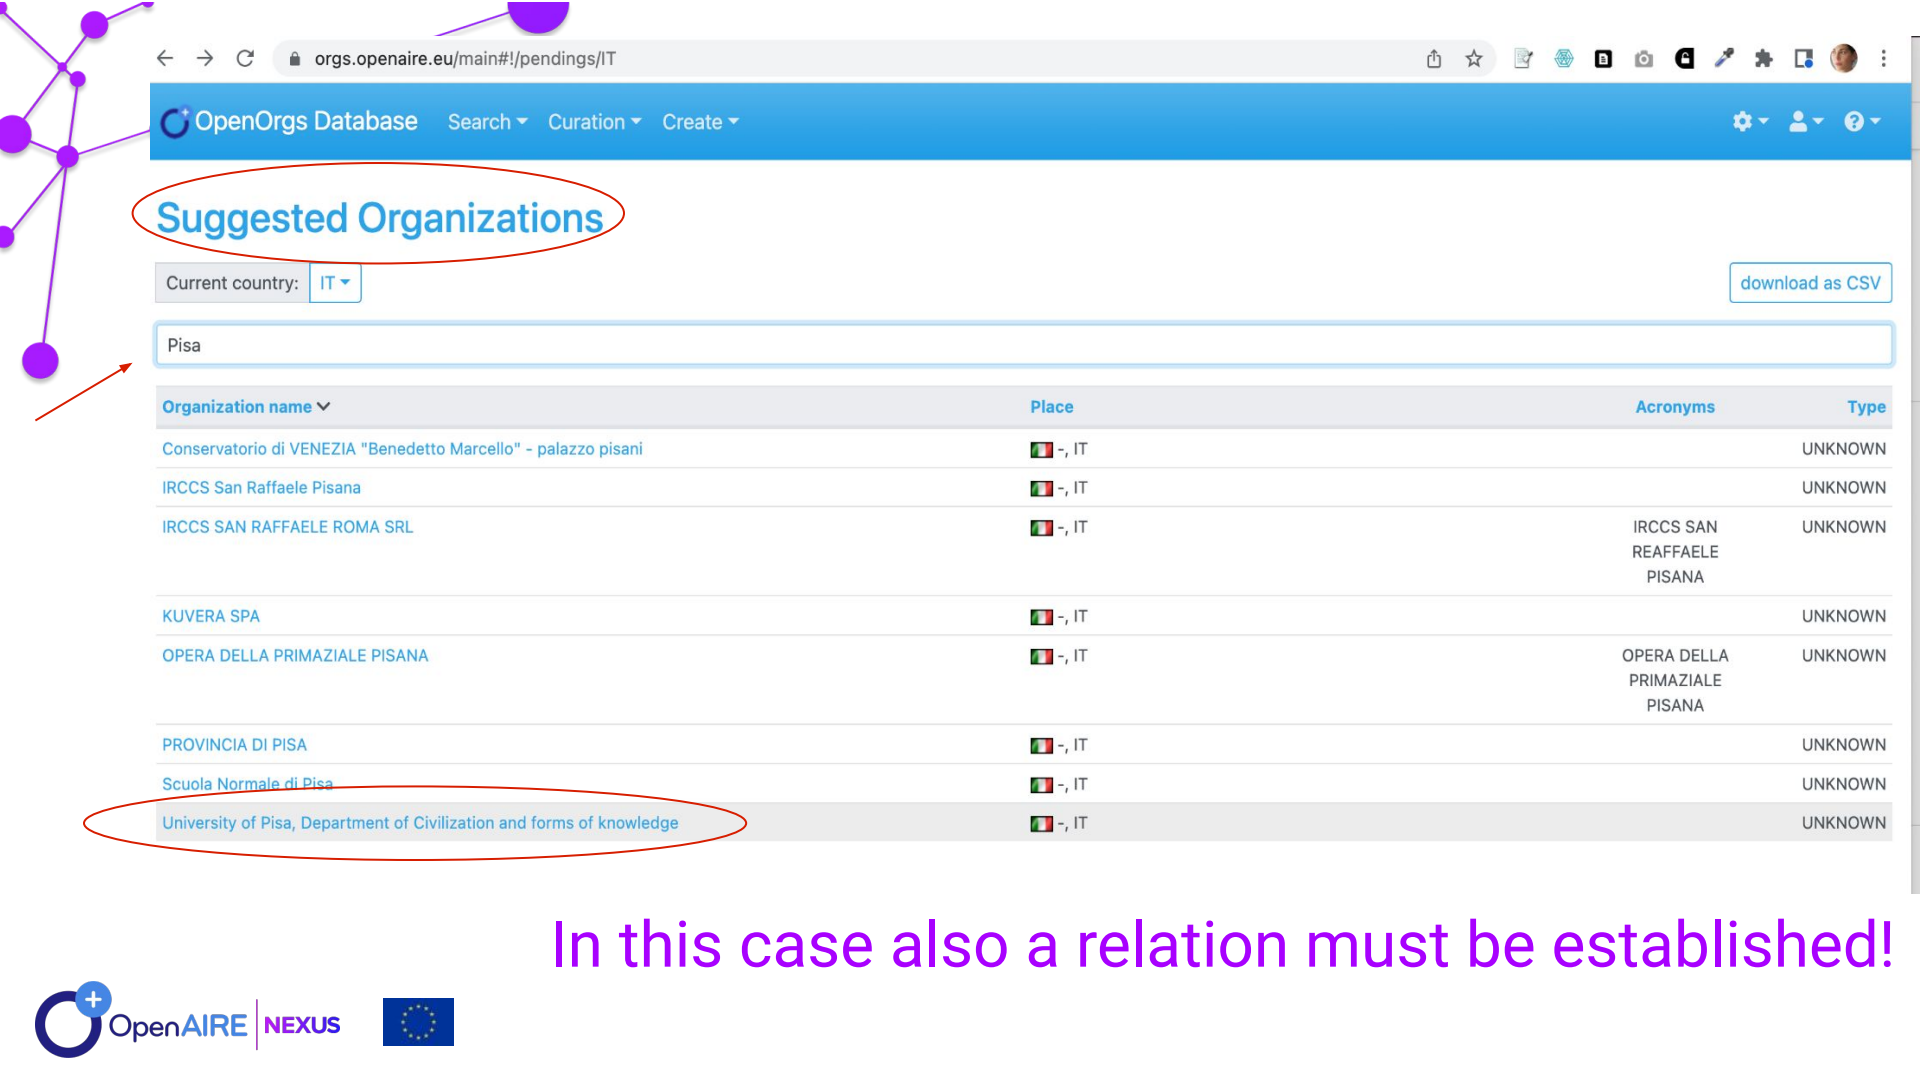 orgs.openaire.eu/main#!/pendings/IT
OpenOrgs Database Search Curation Create
Suggested Organizations
Current country: IT
download as CSV
Pisa
Organization name Place Acronyms Type
Conservatorio di VENEZIA "Benedetto Marcello" - palazzo pisani -, IT UNKNOWN
IRCCS San Raffaele Pisana -, IT UNKNOWN
IRCCS SAN RAFFAELE ROMA SRL -, IT IRCCS SAN UNKNOWN
REAFFAELE
PISANA
KUVERA SPA -, IT UNKNOWN
OPERA DELLA PRIMAZIALE PISANA -, IT OPERA DELLA UNKNOWN
PRIMAZIALE
PISANA
PROVINCIA DI PISA -, IT UNKNOWN
Scuola Normale di Pisa -, IT UNKNOWN
University of Pisa, Department of Civilization and forms of knowledge -, IT UNKNOWN
In this case also a relation must be established!
OpenAIRE NEXUS